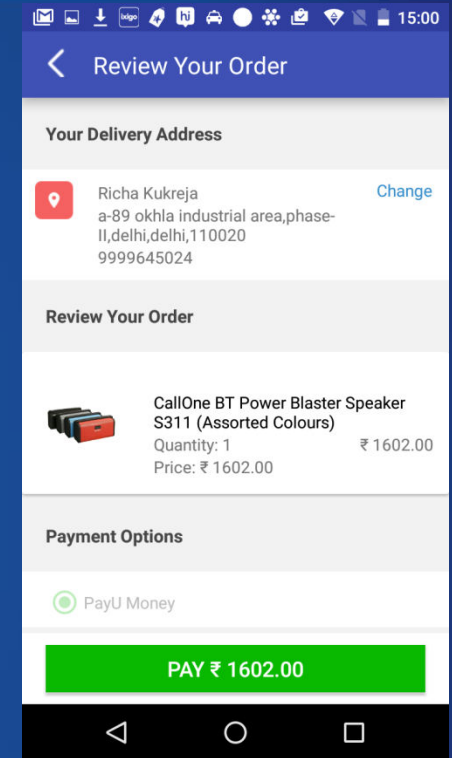 ixigo
hi
15:00
Review Your Order
Your Delivery Address
Richa Kukreja
Change
a-89 okhla industrial area,phase-
II,delhi,delhi,110020
9999645024
Review Your Order
CallOne BT Power Blaster Speaker
S311 (Assorted Colours)
Quantity: 1
₹ 1602.00
Price: ₹ 1602.00
Payment Options
PayU Money
PAY ₹ 1602.00